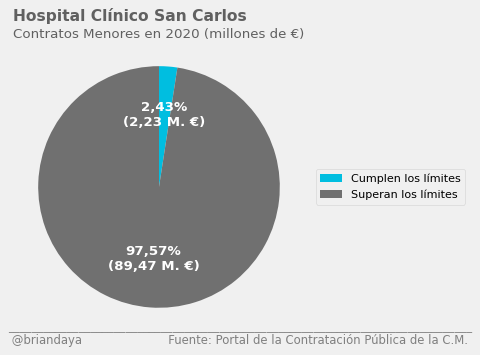 Hospital Clínico San Carlos
Contratos Menores en 2020 (millones de €)
2,43%
(2,23 M. €)
Cumplen los límites
Superan los límites
97,57%
(89,47 M. €)
@briandaya
Fuente: Portal de la Contratación Pública de la C.M.